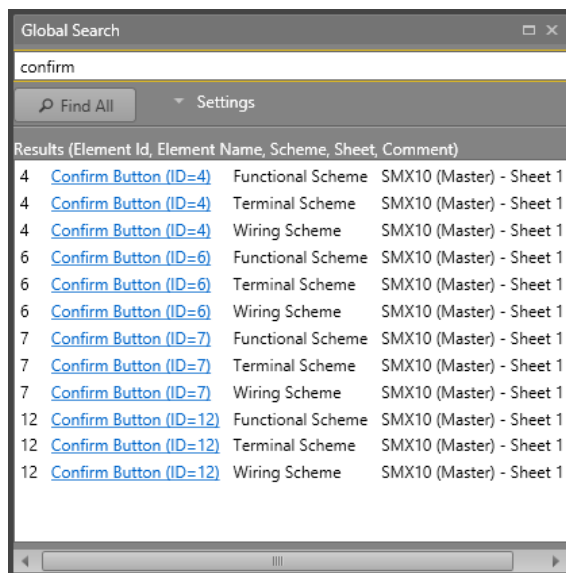 Global Search
confirm
Find All Settings
Results (Element Id, Element Name, Scheme, Sheet, Comment)
4 Confirm Button (ID=4) Functional Scheme SMX10 (Master) - Sheet 1
4 Confirm Button (ID=4) Terminal Scheme SMX10 (Master) - Sheet 1
4 Confirm Button (ID=4) Wiring Scheme SMX10 (Master) - Sheet 1
6 Confirm Button (ID=6) Functional Scheme SMX10 (Master) - Sheet 1
6 Confirm Button (ID=6) Terminal Scheme SMX10 (Master) - Sheet 1
6 Confirm Button (ID=6) Wiring Scheme SMX10 (Master) - Sheet 1
7 Confirm Button (ID=7) Functional Scheme SMX10 (Master) - Sheet 1
7 Confirm Button (ID=7) Terminal Scheme SMX10 (Master) - Sheet 1
7 Confirm Button (ID=7) Wiring Scheme SMX10 (Master) - Sheet 1
12 Confirm Button (ID=12) Functional Scheme SMX10 (Master) - Sheet 1
12 Confirm Button (ID=12) Terminal Scheme SMX10 (Master) - Sheet 1
12 Confirm Button (ID=12) Wiring Scheme SMX10 (Master) - Sheet 1